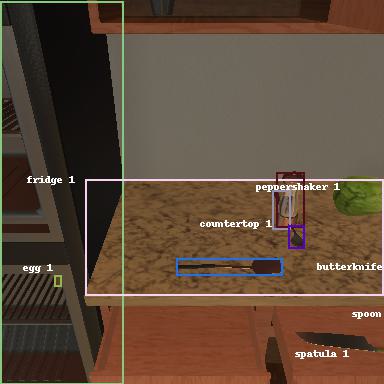 fridge 1
peppershaker 1
countertop 1
egg 1
butterknife
spoon
spatula 1